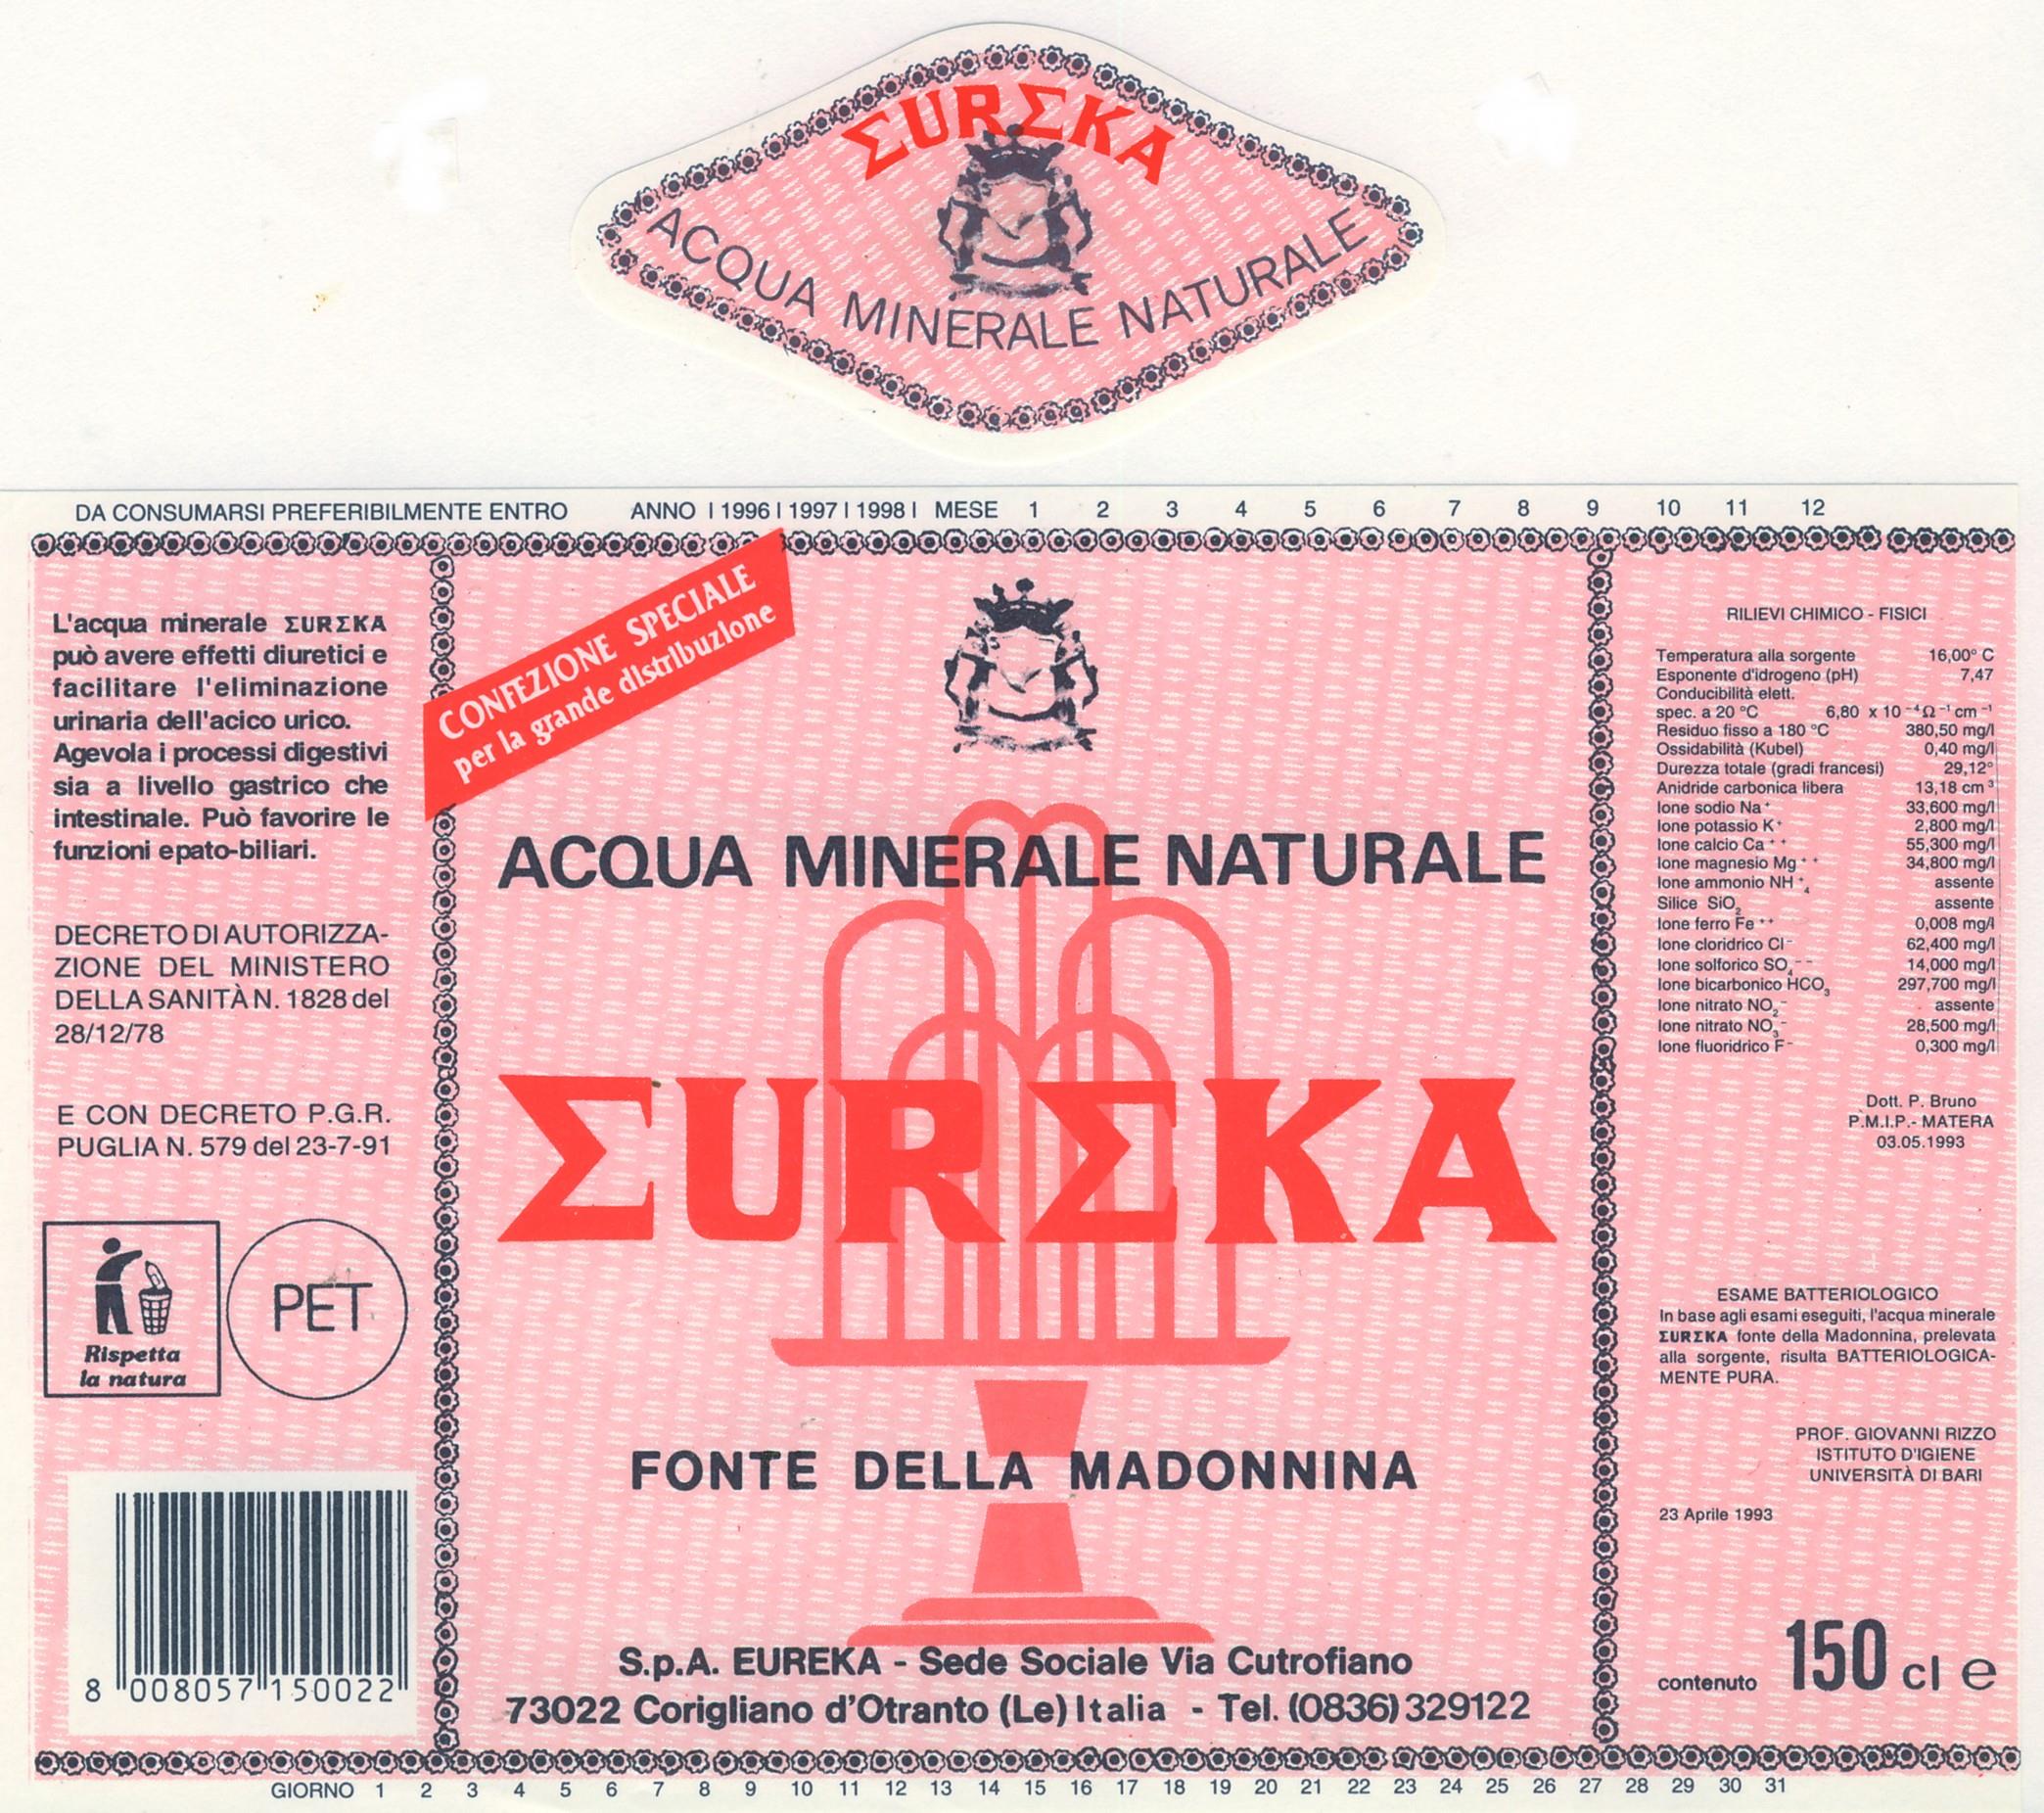 ΣURΣKA
ACQUA MINERALE NATURALE
DA CONSUMARSI PREFERIBILMENTE ENTRO ANNO | 1996 | 1997 | 1998 | MESE 1 2 3 4 5 6 7 8 9 10 11 12
L'acqua minerale ΣURΣKA
può avere effetti diuretici e
facilitare l'eliminazione
urinaria dell'acico urico.
Agevola i processi digestivi
sia a livello gastrico che
intestinale. Può favorire le
funzioni epato-biliari.
DECRETO DI AUTORIZZA-
ZIONE DEL MINISTERO
DELLA SANITÀ N. 1828 del
28/12/78
E CON DECRETO P.G.R.
PUGLIA N. 579 del 23-7-91
Rispetta
la natura
PET
8 008057 150022
CONFEZIONE SPECIALE
per la grande distribuzione
ACQUA MINERALE NATURALE
ΣURΣKA
FONTE DELLA MADONNINA
S.p.A. EUREKA - Sede Sociale Via Cutrofiano
73022 Corigliano d'Otranto (Le) Italia - Tel. (0836) 329122
RILIEVI CHIMICO - FISICI
Temperatura alla sorgente 16,00° C
Esponente d'idrogeno (pH) 7,47
Conducibilità elett.
spec. a 20 °C 6,80 x 10⁻⁴Ω⁻¹cm⁻¹
Residuo fisso a 180 °C 380,50 mg/l
Ossidabilità (Kubel) 0,40 mg/l
Durezza totale (gradi francesi) 29,12°
Anidride carbonica libera 13,18 cm³
Ione sodio Na⁺ 33,600 mg/l
Ione potassio K⁺ 2,800 mg/l
Ione calcio Ca⁺⁺ 55,300 mg/l
Ione magnesio Mg⁺⁺ 34,800 mg/l
Ione ammonio NH₄⁺ assente
Silice SiO₂ assente
Ione ferro Fe⁺⁺ 0,008 mg/l
Ione cloridrico Cl⁻ 62,400 mg/l
Ione solforico SO₄⁻⁻ 14,000 mg/l
Ione bicarbonico HCO₃ 297,700 mg/l
Ione nitrato NO₂⁻ assente
Ione nitrato NO₃⁻ 28,500 mg/l
Ione fluoridrico F⁻ 0,300 mg/l
Dott. P. Bruno
P.M.I.P.- MATERA
03.05.1993
ESAME BATTERIOLOGICO
In base agli esami eseguiti, l'acqua minerale
ΣURΣKA fonte della Madonnina, prelevata
alla sorgente, risulta BATTERIOLOGICA-
MENTE PURA.
PROF. GIOVANNI RIZZO
ISTITUTO D'IGIENE
UNIVERSITÀ DI BARI
23 Aprile 1993
contenuto 150 cl e
GIORNO 1 2 3 4 5 6 7 8 9 10 11 12 13 14 15 16 17 18 19 20 21 22 23 24 25 26 27 28 29 30 31